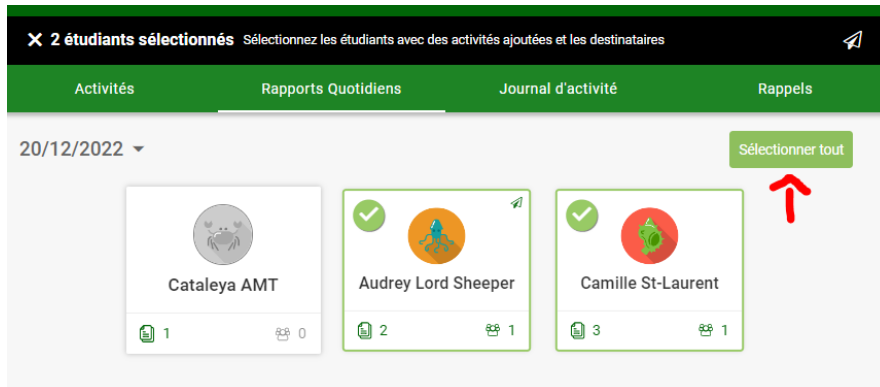 2 étudiants sélectionnés Sélectionnez les étudiants avec des activités ajoutées et les destinataires
Activités Rapports Quotidiens Journal d'activité Rappels
20/12/2022 Sélectionner tout
Cataleya AMT Audrey Lord Sheeper Camille St-Laurent
1 0 2 1 3 1